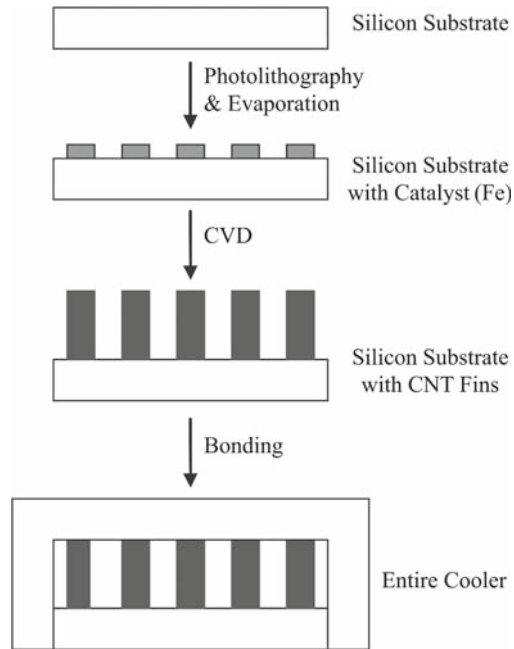 Silicon Substrate
Photolithography
& Evaporation
Silicon Substrate
with Catalyst (Fe)
CVD
Silicon Substrate
with CNT Fins
Bonding
Entire Cooler